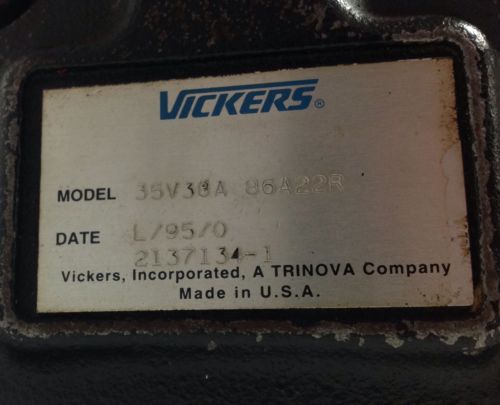 VICKERS®
MODEL 35V38A 86A22R
DATE L/95/0
2137134-1
Vickers, Incorporated, A TRINOVA Company
Made in U.S.A.